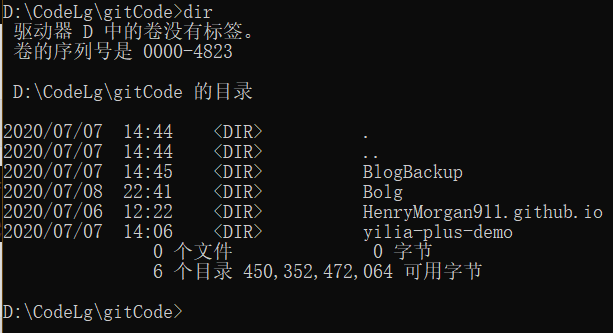 D:\CodeLg\gitCode>dir
驱动器 D 中的卷没有标签。
卷的序列号是 0000-4823
D:\CodeLg\gitCode 的目录
2020/07/07  14:44    <DIR>          .
2020/07/07  14:44    <DIR>          ..
2020/07/07  14:45    <DIR>          BlogBackup
2020/07/08  22:41    <DIR>          Bolg
2020/07/06  12:22    <DIR>          HenryMorgan911.github.io
2020/07/07  14:06    <DIR>          yilia-plus-demo
0 个文件              0 字节
6 个目录 450,352,472,064 可用字节
D:\CodeLg\gitCode>